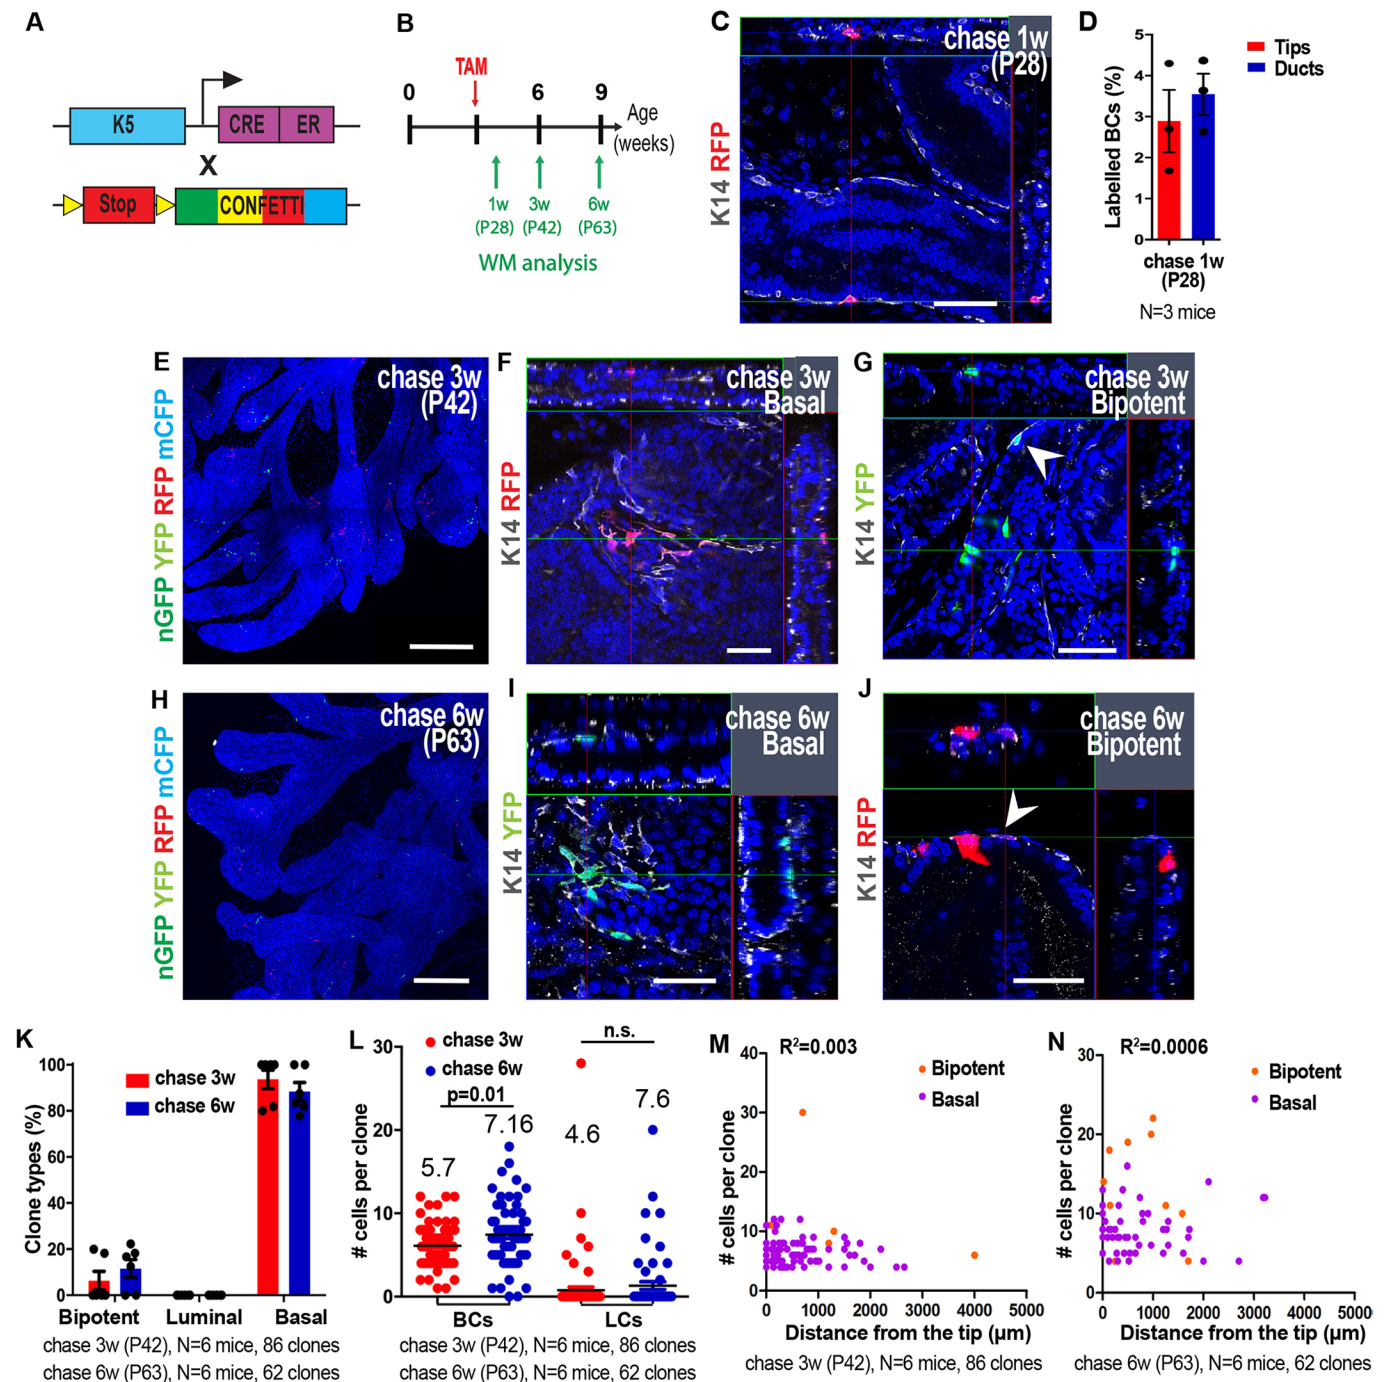 A
K5
CRE
ER
X
Stop
CONFETTI
B
TAM
0
6
9
Age
(weeks)
1w
3w
6w
(P28)
(P42)
(P63)
WM analysis
C
chase 1w
(P28)
K14 RFP
D
5
4
3
2
1
0
Labelled BCs (%)
Tips
Ducts
chase 1w
(P28)
N=3 mice
E
chase 3w
(P42)
nGFP YFP RFP mCFP
F
chase 3w
Basal
K14 RFP
G
chase 3w
Bipotent
K14 YFP
H
chase 6w
(P63)
nGFP YFP RFP mCFP
I
chase 6w
Basal
K14 YFP
J
chase 6w
Bipotent
K14 RFP
K
100
80
60
40
20
0
Clone types (%)
chase 3w
chase 6w
Bipotent
Luminal
Basal
chase 3w (P42), N=6 mice, 86 clones
chase 6w (P63), N=6 mice, 62 clones
L
30
20
10
0
# cells per clone
chase 3w
chase 6w
p=0.01
n.s.
5.7
7.16
4.6
7.6
BCs
LCs
chase 3w (P42), N=6 mice, 86 clones
chase 6w (P63), N=6 mice, 62 clones
M
R²=0.003
40
30
20
10
0
# cells per clone
Bipotent
Basal
0
1000
2000
3000
4000
5000
Distance from the tip (µm)
chase 3w (P42), N=6 mice, 86 clones
N
R²=0.0006
30
20
10
0
# cells per clone
Bipotent
Basal
0
1000
2000
3000
4000
5000
Distance from the tip (µm)
chase 6w (P63), N=6 mice, 62 clones